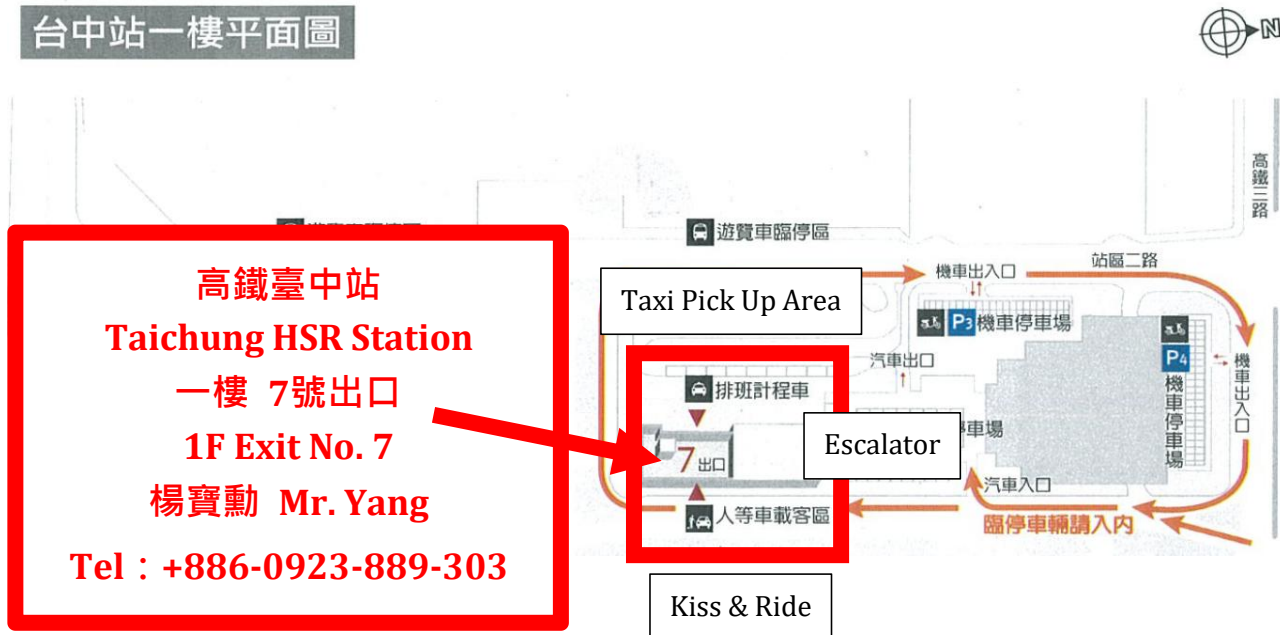 台中站一樓平面圖
N
高鐵三路
遊覽車臨停區
高鐵臺中站
Taichung HSR Station
一樓 7號出口
1F Exit No. 7
楊寶勳 Mr. Yang
Tel：+886-0923-889-303
Taxi Pick Up Area
機車出入口
站區二路
P3 機車停車場
汽車出口
P4
機車停車場
機車出入口
排班計程車
Escalator
車場
7 出口
汽車入口
人等車載客區
臨停車輛請入內
Kiss & Ride